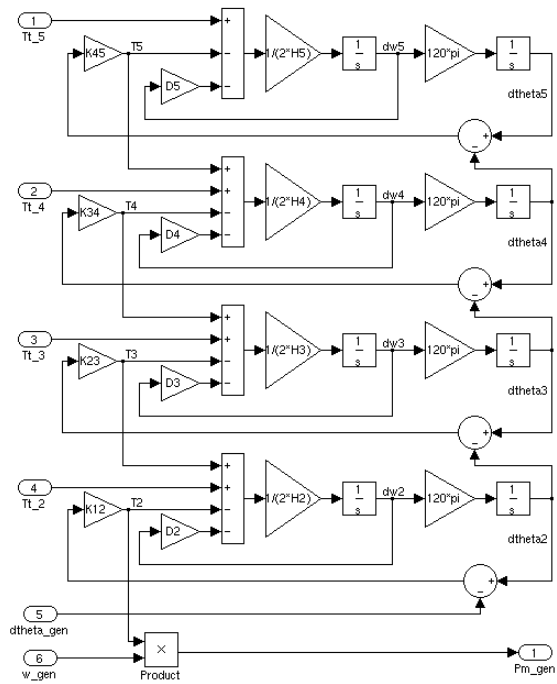 1
Tt_5
K45
T5
+
−
−
D5
1/(2*H5)
1
s
dw5
120*pi
1
s
dtheta5
+
−
2
Tt_4
K34
T4
+
+
−
−
D4
1/(2*H4)
1
s
dw4
120*pi
1
s
dtheta4
+
−
3
Tt_3
K23
T3
+
+
−
−
D3
1/(2*H3)
1
s
dw3
120*pi
1
s
dtheta3
+
−
4
Tt_2
K12
T2
+
+
−
−
D2
1/(2*H2)
1
s
dw2
120*pi
1
s
dtheta2
+
−
5
dtheta_gen
6
w_gen
×
Product
1
Pm_gen